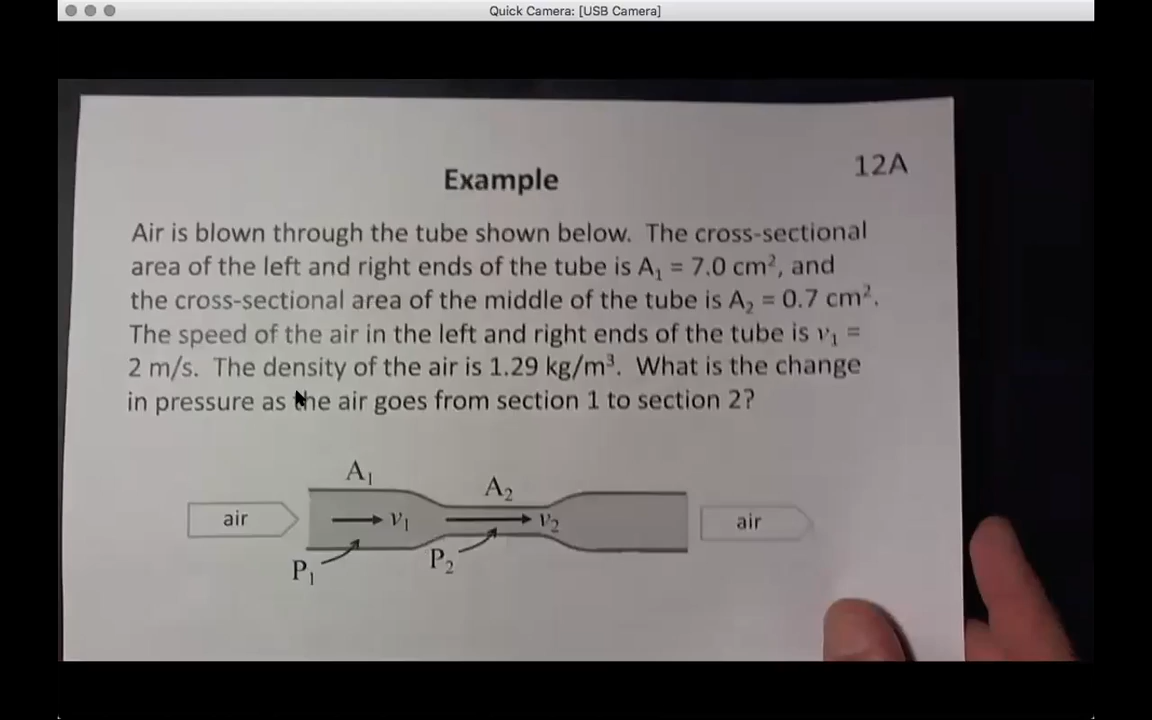 Quick Camera: [USB Camera]
12A
Example
Air is blown through the tube shown below. The cross-sectional
area of the left and right ends of the tube is A₁ = 7.0 cm², and
the cross-sectional area of the middle of the tube is A₂ = 0.7 cm².
The speed of the air in the left and right ends of the tube is v₁ =
2 m/s. The density of the air is 1.29 kg/m³. What is the change
in pressure as the air goes from section 1 to section 2?
A₁
A₂
air
v₁
v₂
air
P₁
P₂